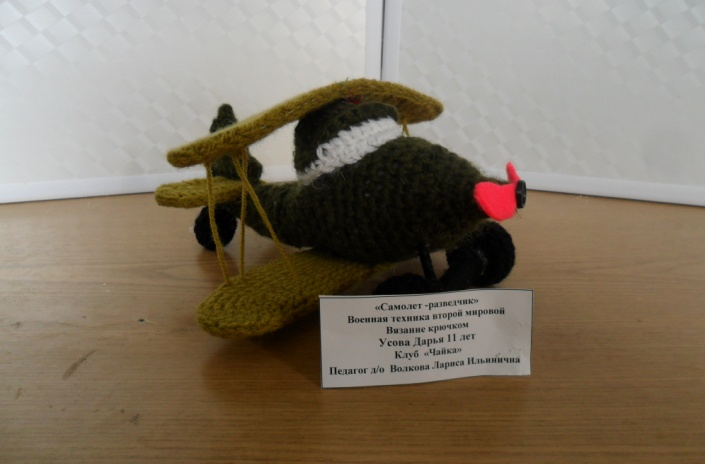 «Самолет -разведчик»
Военная техника второй мировой
Вязание крючком
Усова Дарья 11 лет
Клуб «Чайка»
Педагог д/о Волкова Лариса Ильинична